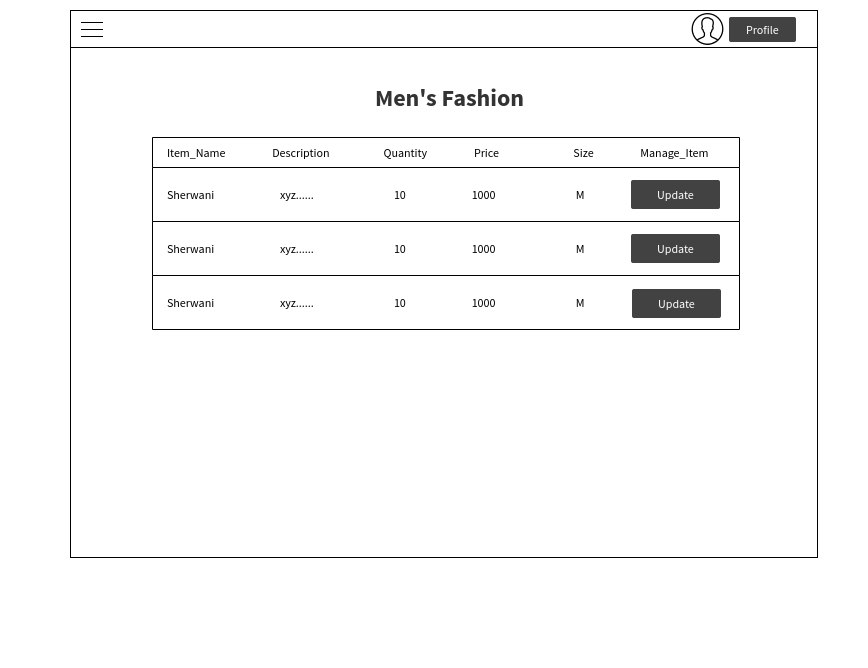 Profile
Men's Fashion
Item_Name Description Quantity Price Size Manage_Item
Sherwani xyz...... 10 1000 M Update
Sherwani xyz...... 10 1000 M Update
Sherwani xyz...... 10 1000 M Update